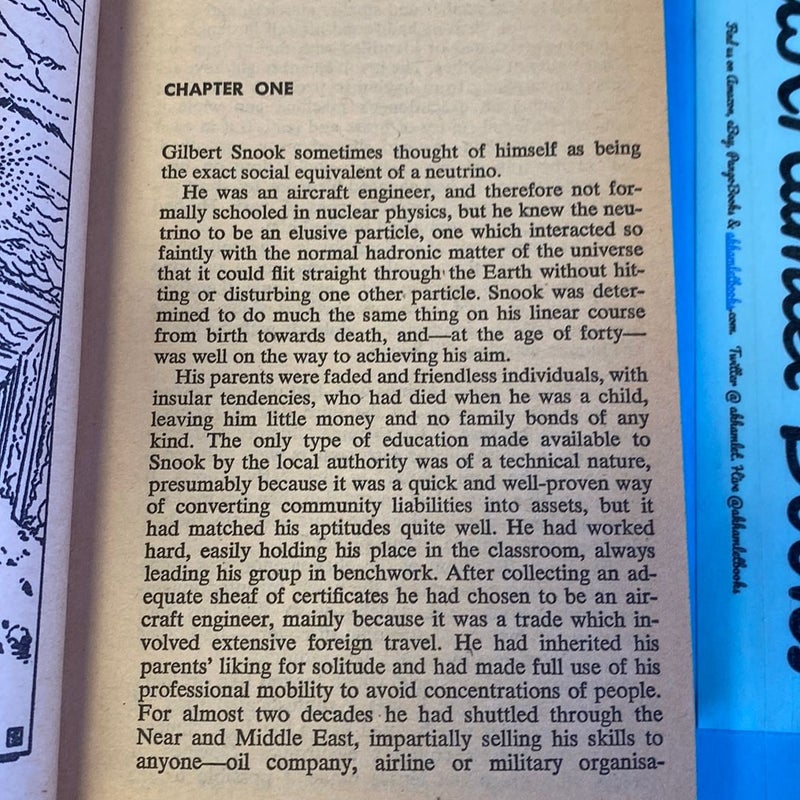 CHAPTER ONE
Gilbert Snook sometimes thought of himself as being
the exact social equivalent of a neutrino.
He was an aircraft engineer, and therefore not for-
mally schooled in nuclear physics, but he knew the neu-
trino to be an elusive particle, one which interacted so
faintly with the normal hadronic matter of the universe
that it could flit straight through the Earth without hit-
ting or disturbing one other particle. Snook was deter-
mined to do much the same thing on his linear course
from birth towards death, and—at the age of forty—
was well on the way to achieving his aim.
His parents were faded and friendless individuals, with
insular tendencies, who had died when he was a child,
leaving him little money and no family bonds of any
kind. The only type of education made available to
Snook by the local authority was of a technical nature,
presumably because it was a quick and well-proven way
of converting community liabilities into assets, but it
had matched his aptitudes quite well. He had worked
hard, easily holding his place in the classroom, always
leading his group in benchwork. After collecting an ad-
equate sheaf of certificates he had chosen to be an air-
craft engineer, mainly because it was a trade which in-
volved extensive foreign travel. He had inherited his
parents' liking for solitude and had made full use of his
professional mobility to avoid concentrations of people.
For almost two decades he had shuttled through the
Near and Middle East, impartially selling his skills to
anyone—oil company, airline or military organisa-
Find us on Amazon, eBay, PangoBooks & akhamletbooks.com Twitter @ akhamlet. Hive @akhamletbooks